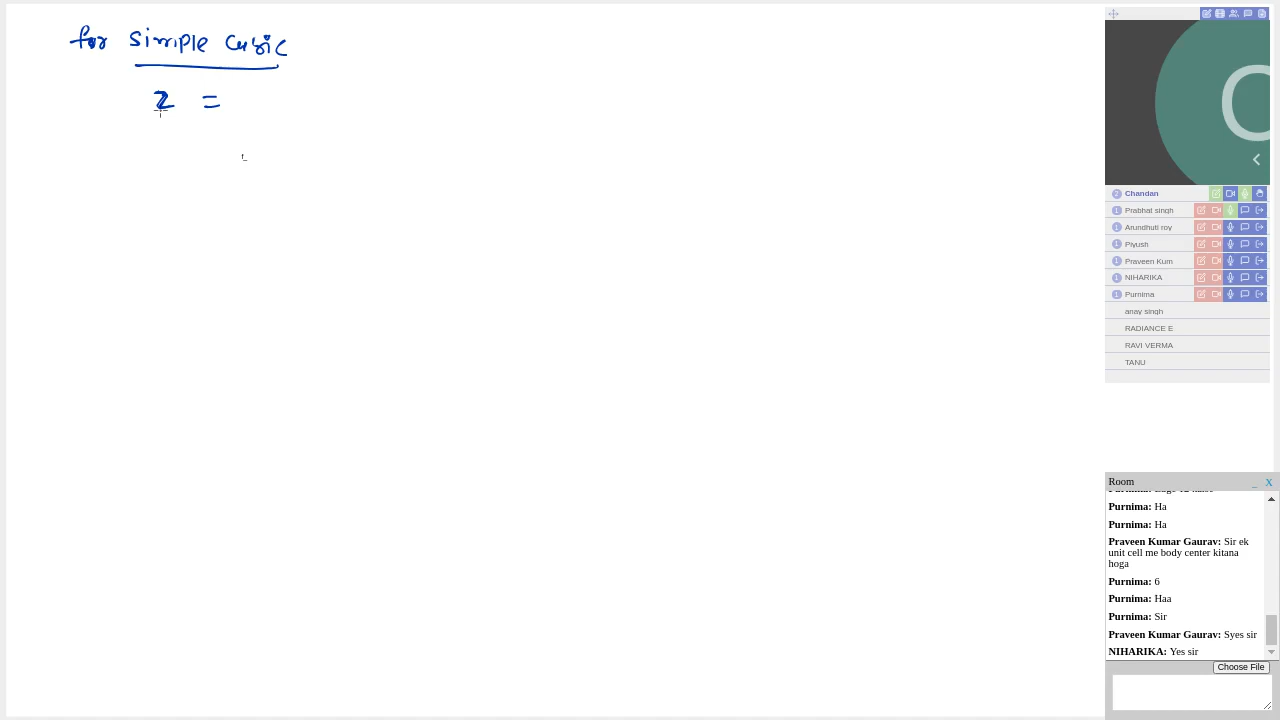 for simple cubic
Z =
Chandan
Prabhat singh
Arundhuti roy
Piyush
Praveen Kum
NIHARIKA
Purnima
anay singh
RADIANCE E
RAVI VERMA
TANU
Room _ X
Purnima: Ha
Purnima: Ha
Praveen Kumar Gaurav: Sir ek
unit cell me body center kitana
hoga
Purnima: 6
Purnima: Haa
Purnima: Sir
Praveen Kumar Gaurav: Syes sir
NIHARIKA: Yes sir
Choose File